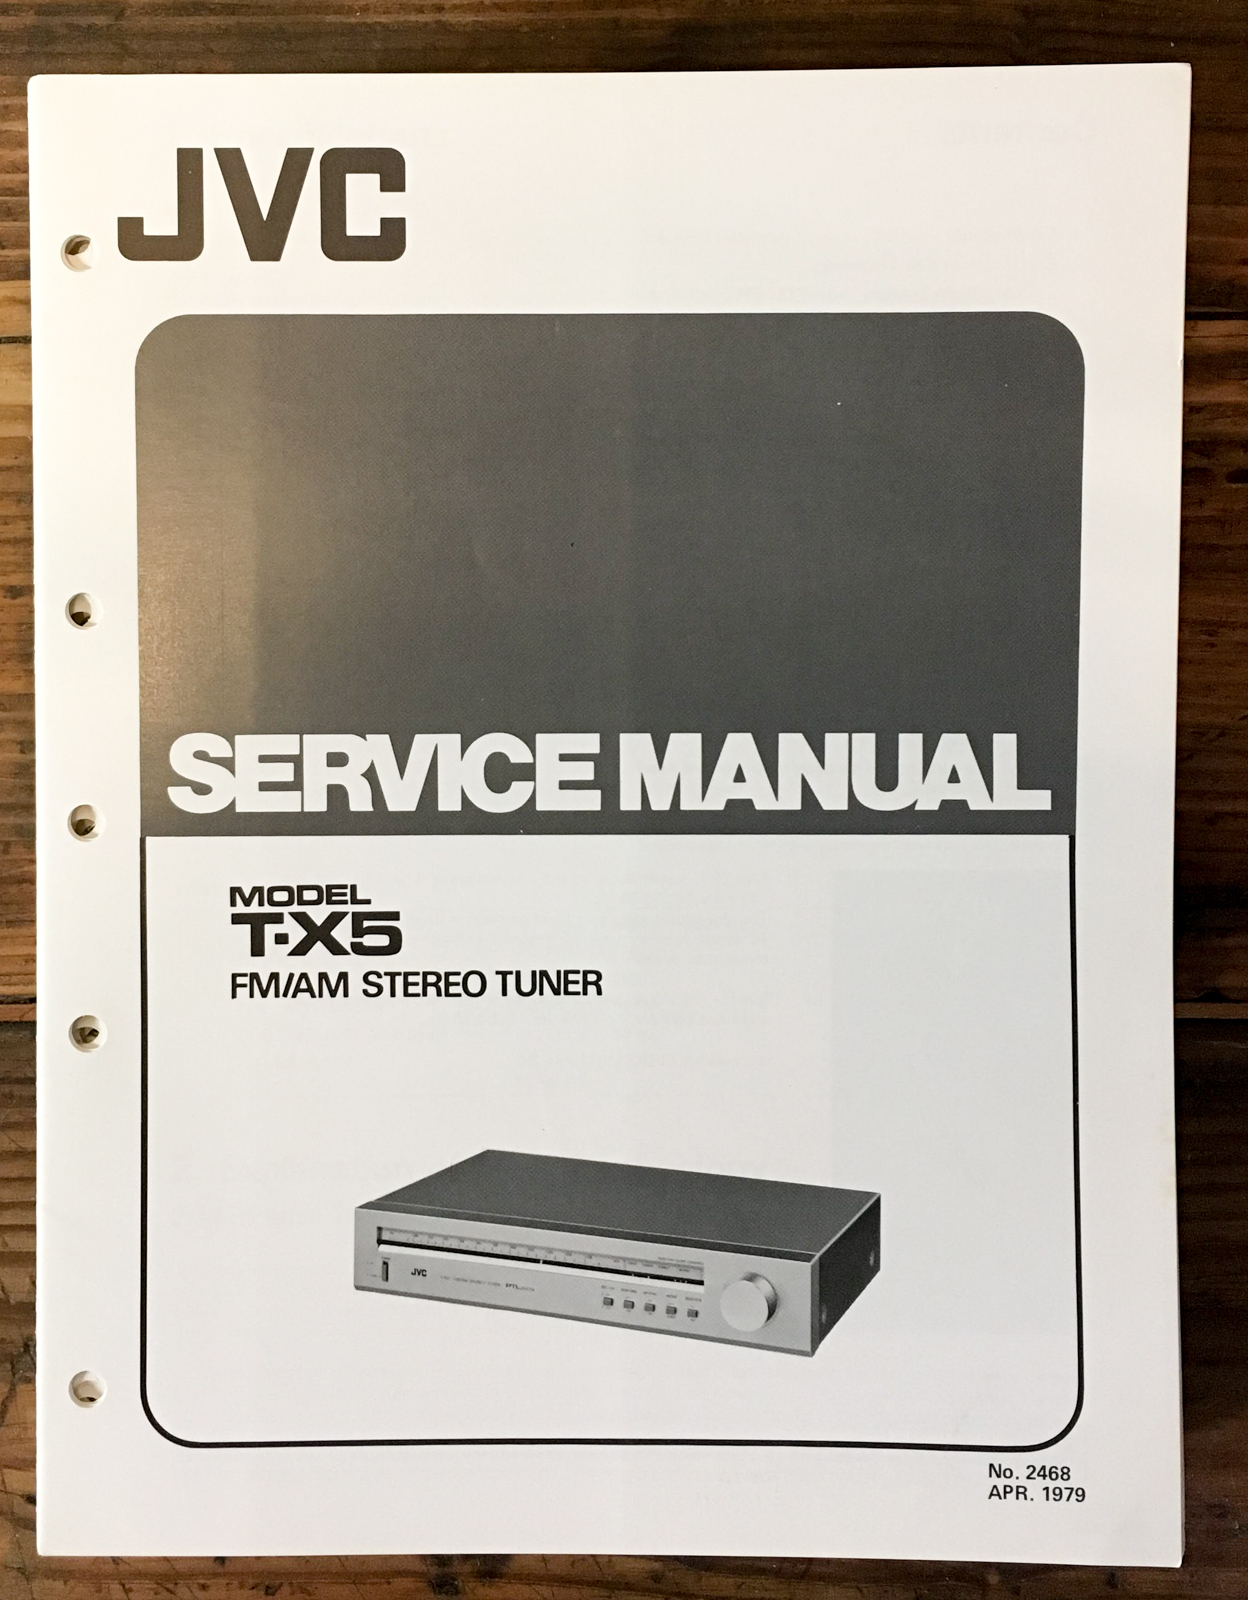 JVC
SERVICE MANUAL
MODEL
T-X5
FM/AM STEREO TUNER
JVC
No. 2468
APR. 1979